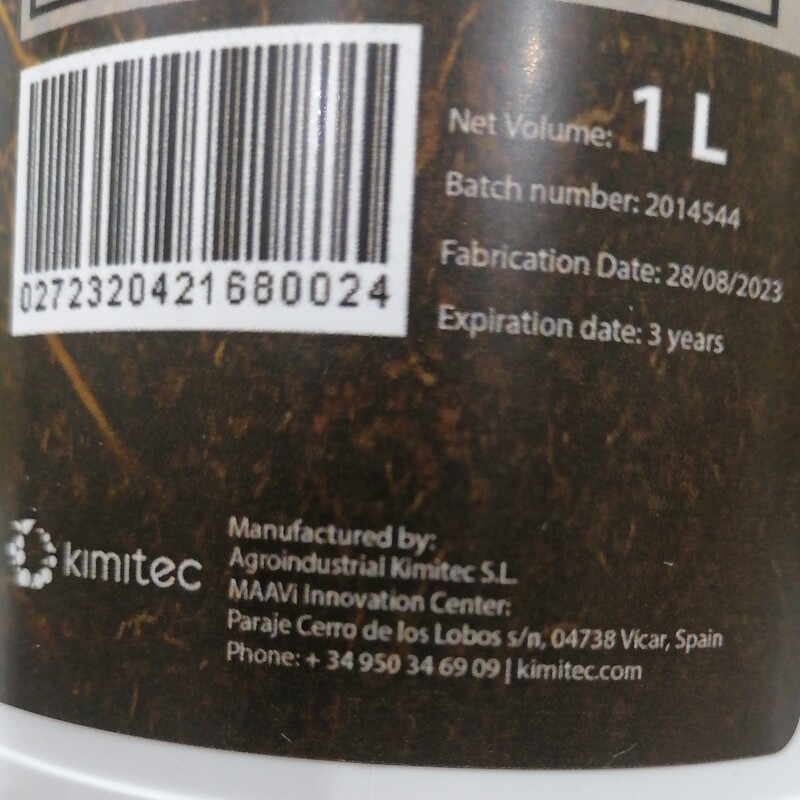 Net Volume: 1 L
Batch number: 2014544
Fabrication Date: 28/08/2023
Expiration date: 3 years
0272320421680024
kimitec
Manufactured by:
Agroindustrial Kimitec S.L.
MAAVi Innovation Center:
Paraje Cerro de los Lobos s/n, 04738 Vícar, Spain
Phone: + 34 950 34 69 09 | kimitec.com